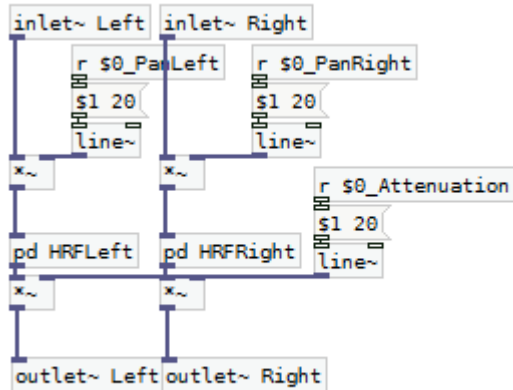 inlet~ Left inlet~ Right
r $0_PanLeft r $0_PanRight
$1 20 $1 20
line~ line~
*~ *~
r $0_Attenuation
$1 20
pd HRFLeft pd HRFRight line~
*~ *~
outlet~ Left outlet~ Right